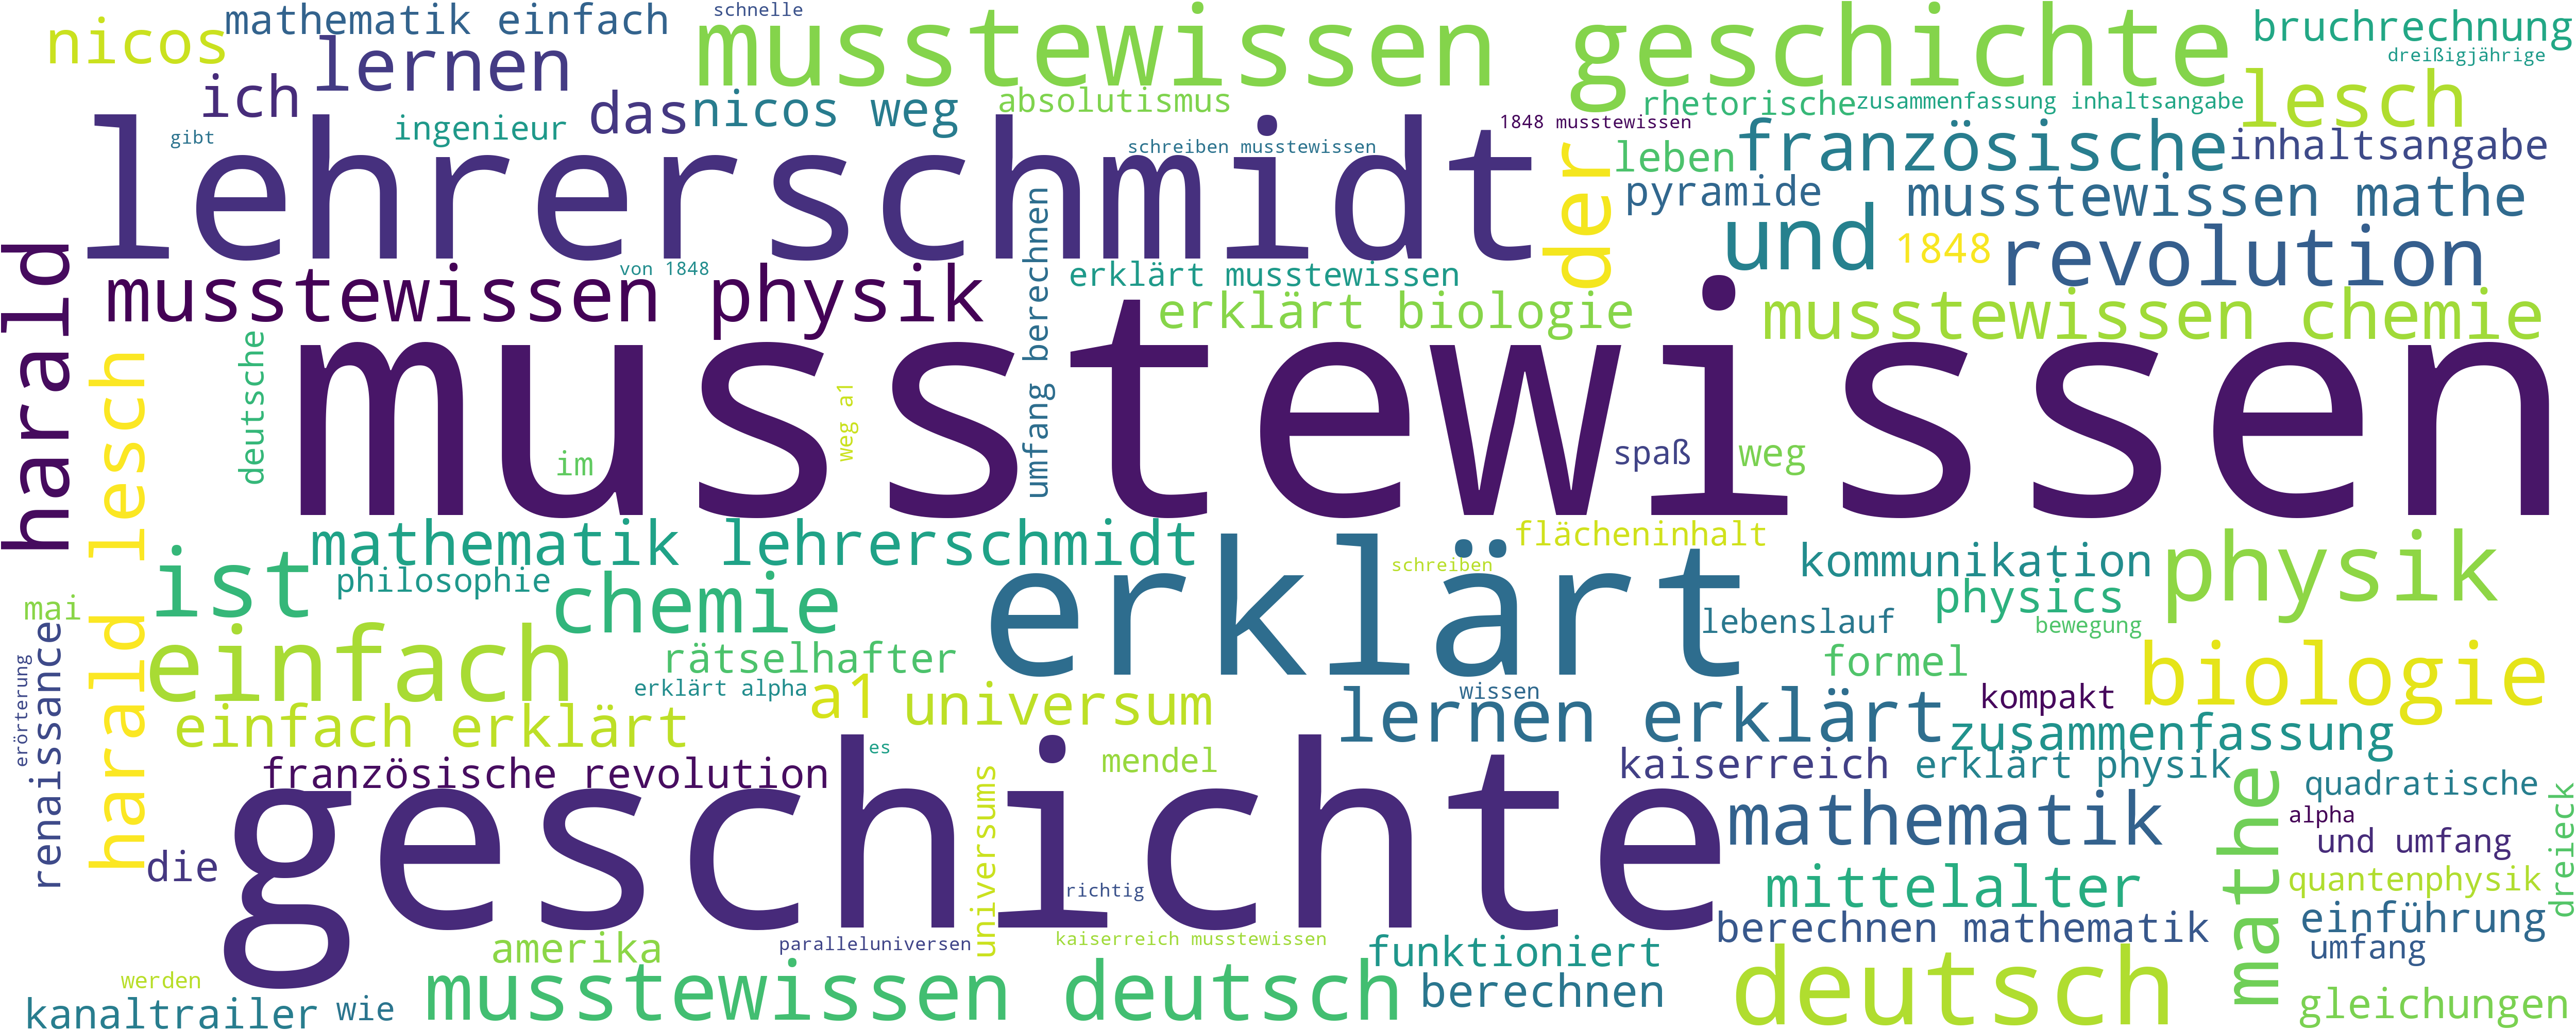 schnelle
mathematik einfach
nicos
lernen
musstewissen geschichte
bruchrechnung
dreißigjährige
ich
das
nicos weg
absolutismus
rhetorische
zusammenfassung inhaltsangabe
lesch
gibt
ingenieur
lehrerschmidt
schreiben musstewissen
1848 musstewissen
der
leben
französische
inhaltsangabe
pyramide
musstewissen mathe
und
1848
revolution
harald
musstewissen physik
von 1848
umfang berechnen
erklärt musstewissen
erklärt biologie
musstewissen chemie
harald lesch
deutsche
musstewissen
weg a1
im
spaß
weg
mathematik lehrerschmidt
flächeninhalt
ist
philosophie
chemie
erklärt
schreiben
kommunikation
physik
physics
mai
lebenslauf
bewegung
renaissance
erörterung
einfach
rätselhafter
formel
biologie
erklärt alpha
a1
universum
wissen
kompakt
einfach erklärt
lernen erklärt
zusammenfassung
französische revolution
es
mendel
kaiserreich
erklärt physik
mathe
quadratische
dreieck
alpha
geschichte
universums
mathematik
und umfang
die
richtig
mittelalter
quantenphysik
berechnen mathematik
einführung
umfang
amerika
paralleluniversen
kaiserreich musstewissen
funktioniert
werden
musstewissen deutsch
berechnen
deutsch
kanaltrailer
wie
gleichungen